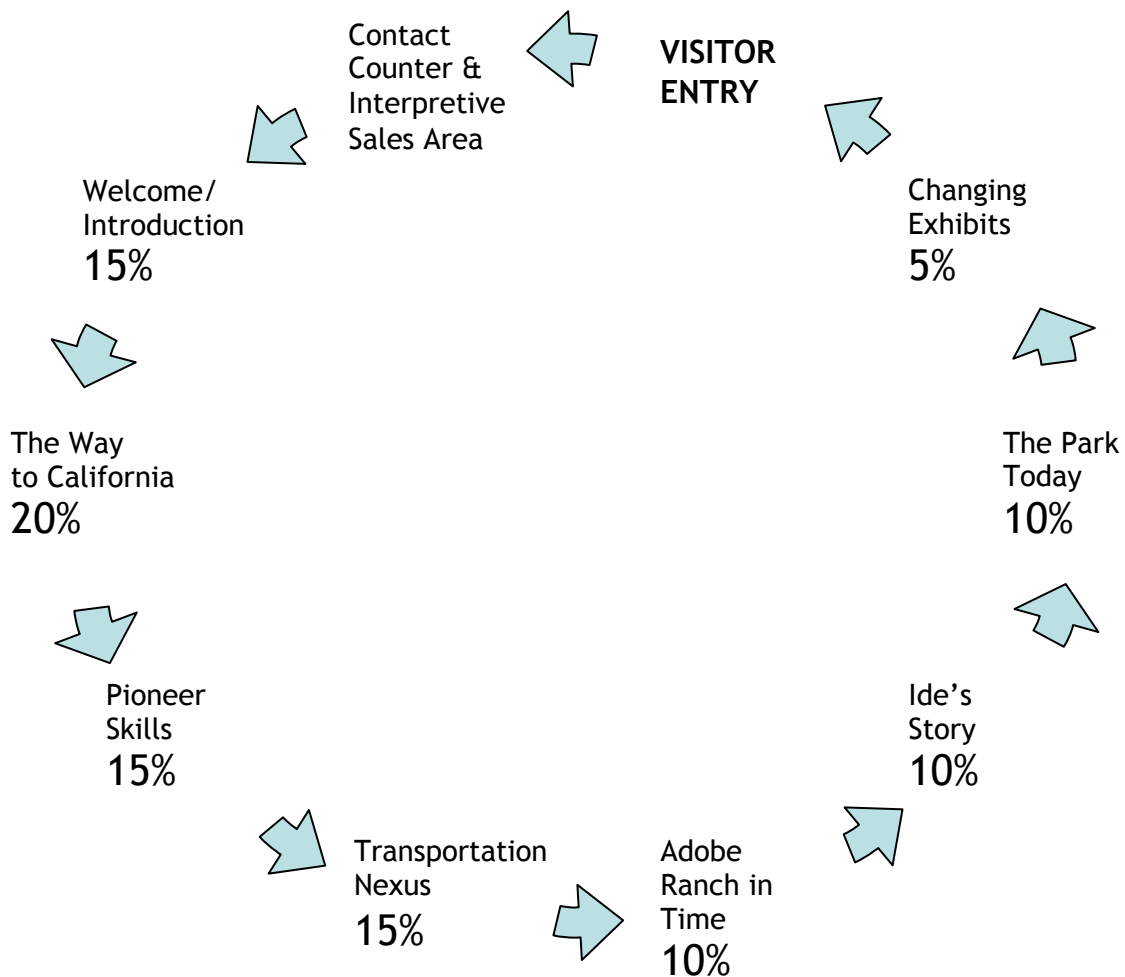 VISITOR
ENTRY
Contact
Counter &
Interpretive
Sales Area
Welcome/
Introduction
15%
The Way
to California
20%
Pioneer
Skills
15%
Transportation
Nexus
15%
Adobe
Ranch in
Time
10%
Ide’s
Story
10%
The Park
Today
10%
Changing
Exhibits
5%